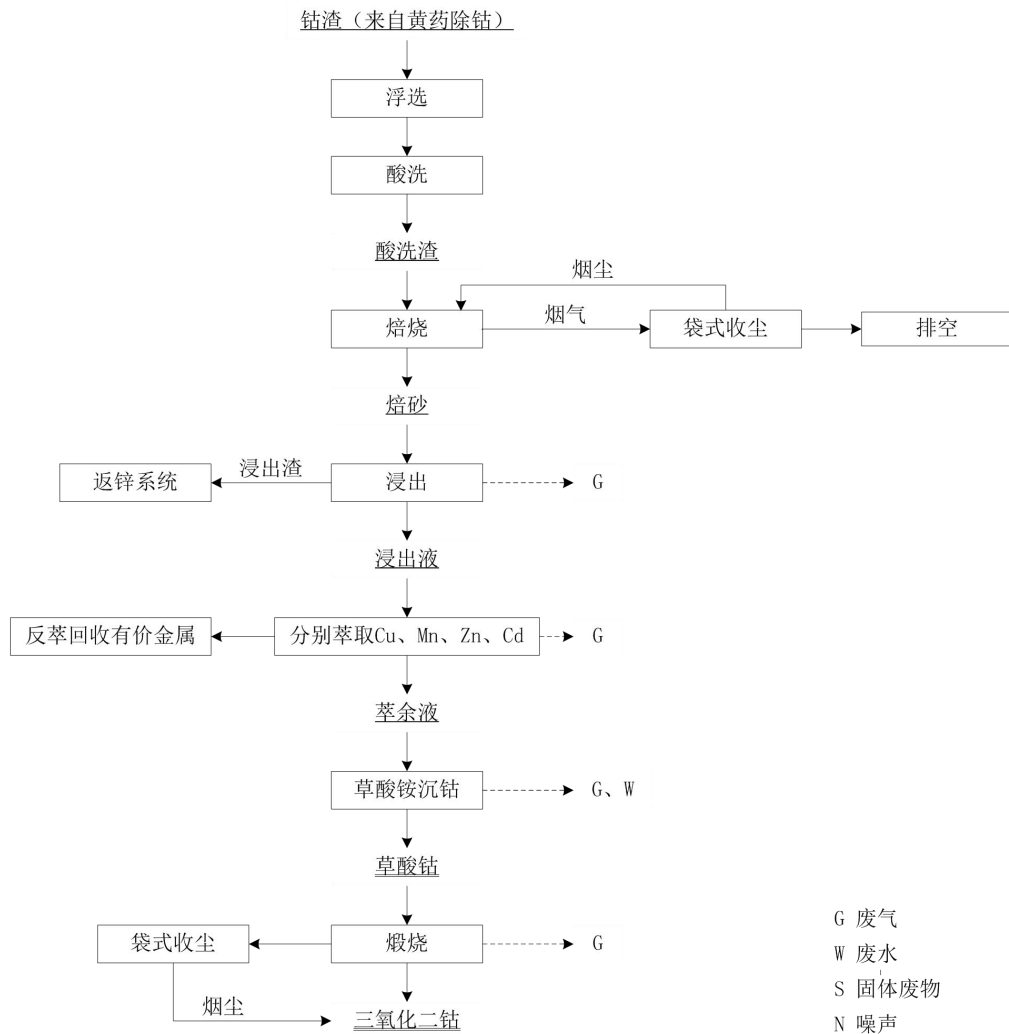 钴渣（来自黄药除钴）
浮选
酸洗
酸洗渣
烟尘
焙烧
烟气
袋式收尘
排空
焙砂
返锌系统
浸出渣
浸出
G
浸出液
反萃回收有价金属
分别萃取Cu、Mn、Zn、Cd
G
萃余液
草酸铵沉钴
G、W
草酸钴
袋式收尘
煅烧
G
烟尘
三氧化二钴
G 废气
W 废水
S 固体废物
N 噪声